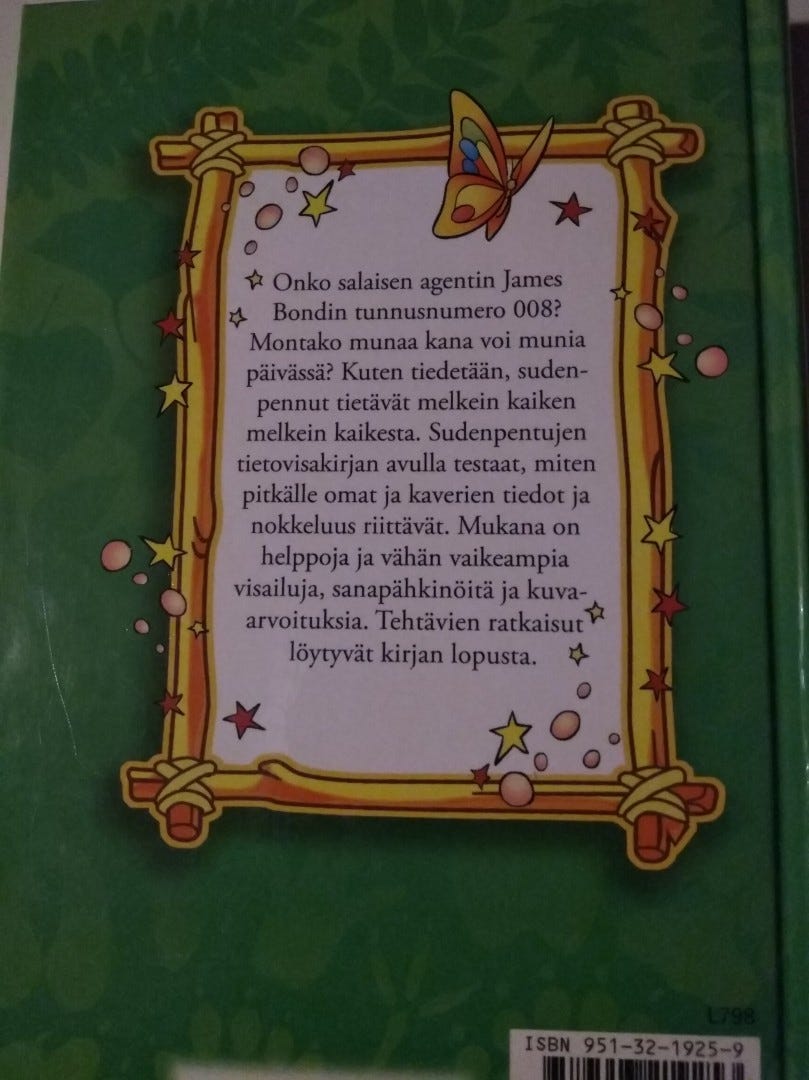 Onko salaisen agentin James
Bondin tunnusnumero 008?
Montako munaa kana voi munia
päivässä? Kuten tiedetään, suden-
pennut tietävät melkein kaiken
melkein kaikesta. Sudenpentujen
tietovisakirjan avulla testaat, miten
pitkälle omat ja kaverien tiedot ja
nokkeluus riittävät. Mukana on
helppoja ja vähän vaikeampia
visailuja, sanapähkinöitä ja kuva-
arvoituksia. Tehtävien ratkaisut
löytyvät kirjan lopusta.
L798
ISBN 951-32-1925-9